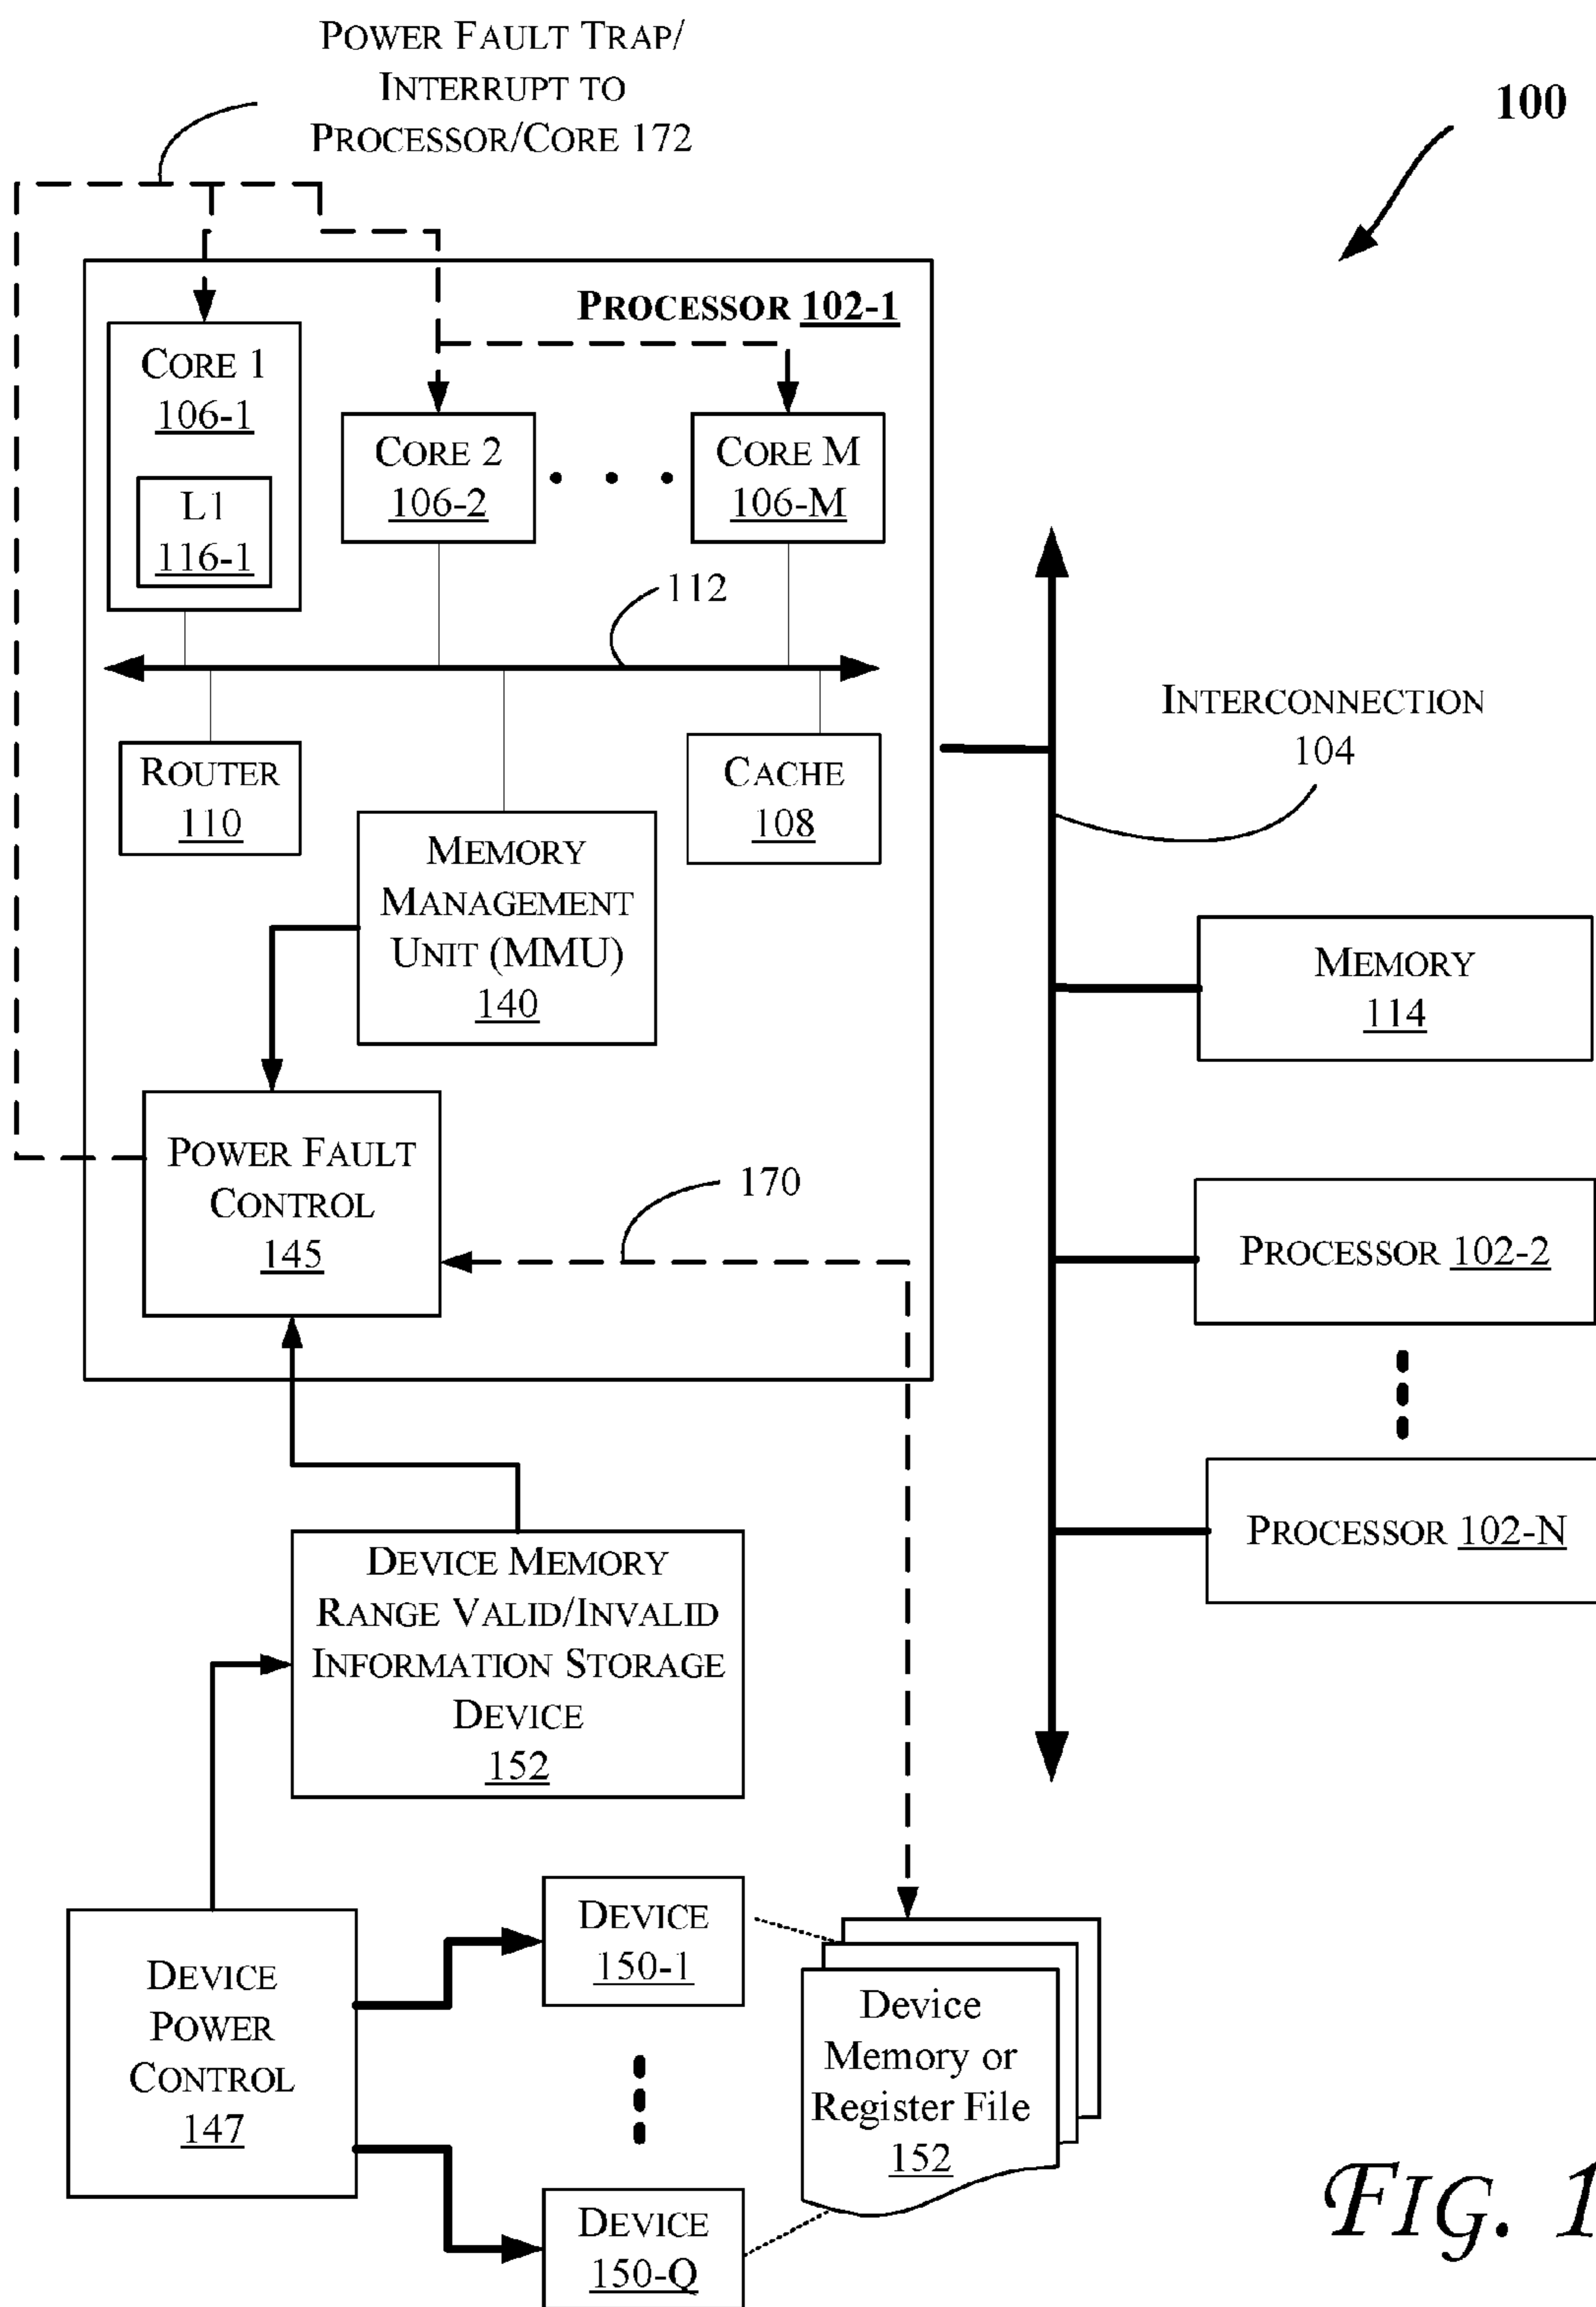 POWER FAULT TRAP/
INTERRUPT TO
PROCESSOR/CORE 172
100
PROCESSOR 102-1
CORE 1
106-1
L1
116-1
CORE 2
106-2
CORE M
106-M
112
INTERCONNECTION
104
ROUTER
110
CACHE
108
MEMORY
MANAGEMENT
UNIT (MMU)
140
MEMORY
114
POWER FAULT
CONTROL
145
170
PROCESSOR 102-2
PROCESSOR 102-N
DEVICE MEMORY
RANGE VALID/INVALID
INFORMATION STORAGE
DEVICE
152
DEVICE
POWER
CONTROL
147
DEVICE
150-1
Device
Memory or
Register File
152
DEVICE
150-Q
FIG. 1